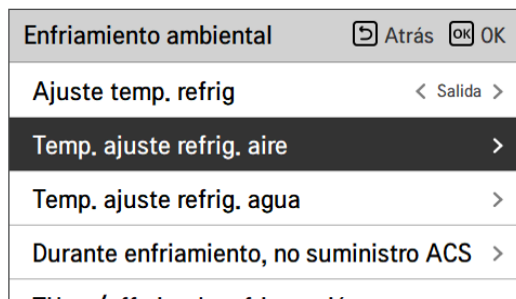 Enfriamiento ambiental Atrás OK OK
Ajuste temp. refrig < Salida >
Temp. ajuste refrig. aire >
Temp. ajuste refrig. agua >
Durante enfriamiento, no suministro ACS >